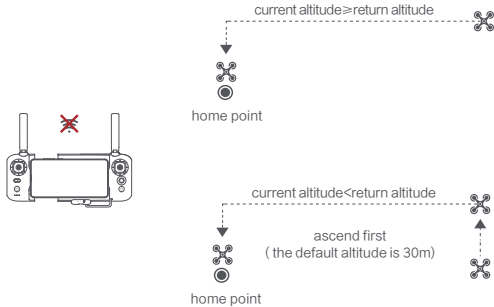 current altitude≥return altitude
home point
current altitude<return altitude
ascend first
( the default altitude is 30m)
home point